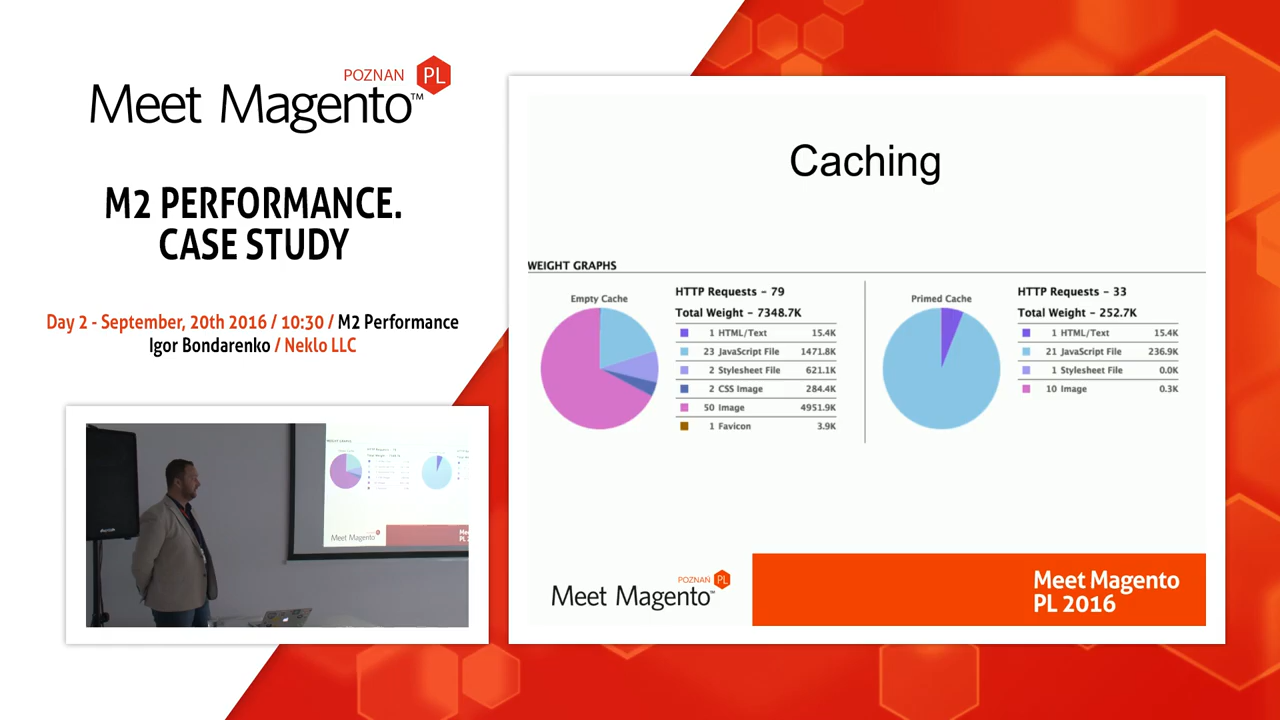 POZNAN PL
Meet Magento™
M2 PERFORMANCE.
CASE STUDY
Day 2 - September, 20th 2016 / 10:30 / M2 Performance
Igor Bondarenko / Neklo LLC
Caching
WEIGHT GRAPHS
Empty Cache
HTTP Requests - 79
Total Weight - 7348.7K
1 HTML/Text 15.4K
23 JavaScript File 1471.8K
2 Stylesheet File 621.1K
2 CSS Image 284.4K
50 Image 4951.9K
1 Favicon 3.9K
Primed Cache
HTTP Requests - 33
Total Weight - 252.7K
1 HTML/Text 15.4K
21 JavaScript File 236.9K
1 Stylesheet File 0.0K
10 Image 0.3K
POZNAŃ PL
Meet Magento™
Meet Magento
PL 2016
Meet Magento